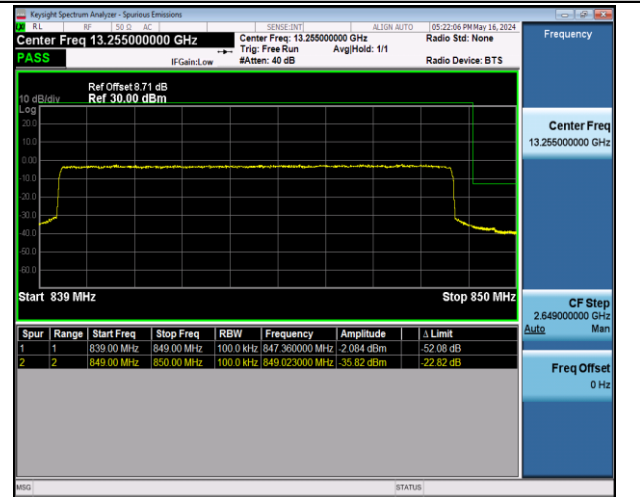 Keysight Spectrum Analyzer - Spurious Emissions
RL RF 50 Ω AC SENSE:INT ALIGN AUTO 05:22:06 PM May 16, 2024
Center Freq 13.255000000 GHz
Center Freq: 13.255000000 GHz
Radio Std: None
Trig: Free Run Avg|Hold: 1/1
PASS
IFGain:Low
#Atten: 40 dB
Radio Device: BTS
Ref Offset 8.71 dB
10 dB/div Ref 30.00 dBm
Log
20.0
10.0
0.00
-10.0
-20.0
-30.0
-40.0
-50.0
-60.0
Start 839 MHz Stop 850 MHz
Spur Range Start Freq Stop Freq RBW Frequency Amplitude Δ Limit
1 1 839.00 MHz 849.00 MHz 100.0 kHz 847.360000 MHz -2.084 dBm -52.08 dB
2 2 849.00 MHz 850.00 MHz 100.0 kHz 849.023000 MHz -35.82 dBm -22.82 dB
MSG STATUS
Frequency
Center Freq
13.255000000 GHz
CF Step
2.649000000 GHz
Auto Man
Freq Offset
0 Hz